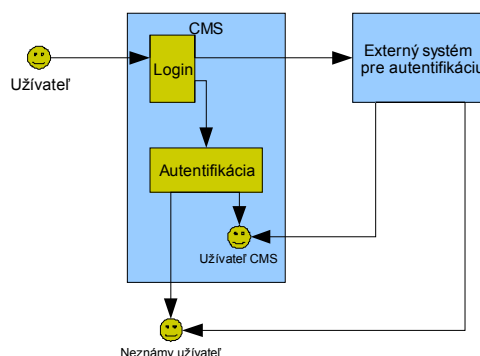 CMS
Užívateľ
Login
Externý systém
pre autentifikáciu
Autentifikácia
Užívateľ CMS
Neznámy užívateľ